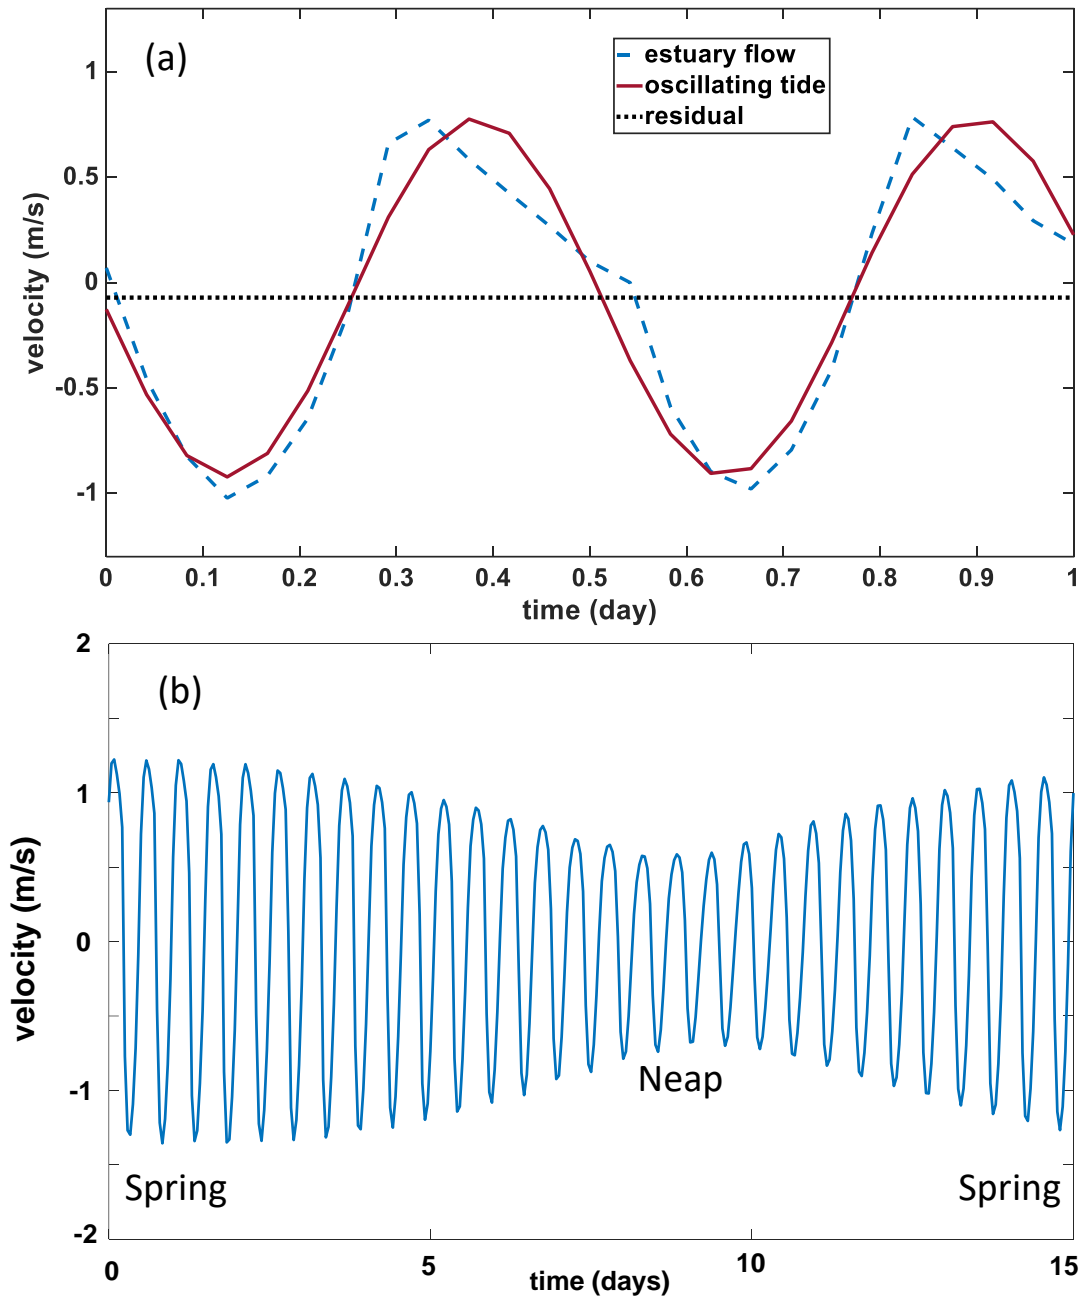 (a)
estuary flow
oscillating tide
residual
1
0.5
0
-0.5
-1
velocity (m/s)
0 0.1 0.2 0.3 0.4 0.5 0.6 0.7 0.8 0.9 1
time (day)
(b)
2
1
0
-1
-2
velocity (m/s)
Neap
Spring Spring
0 5 10 15
time (days)